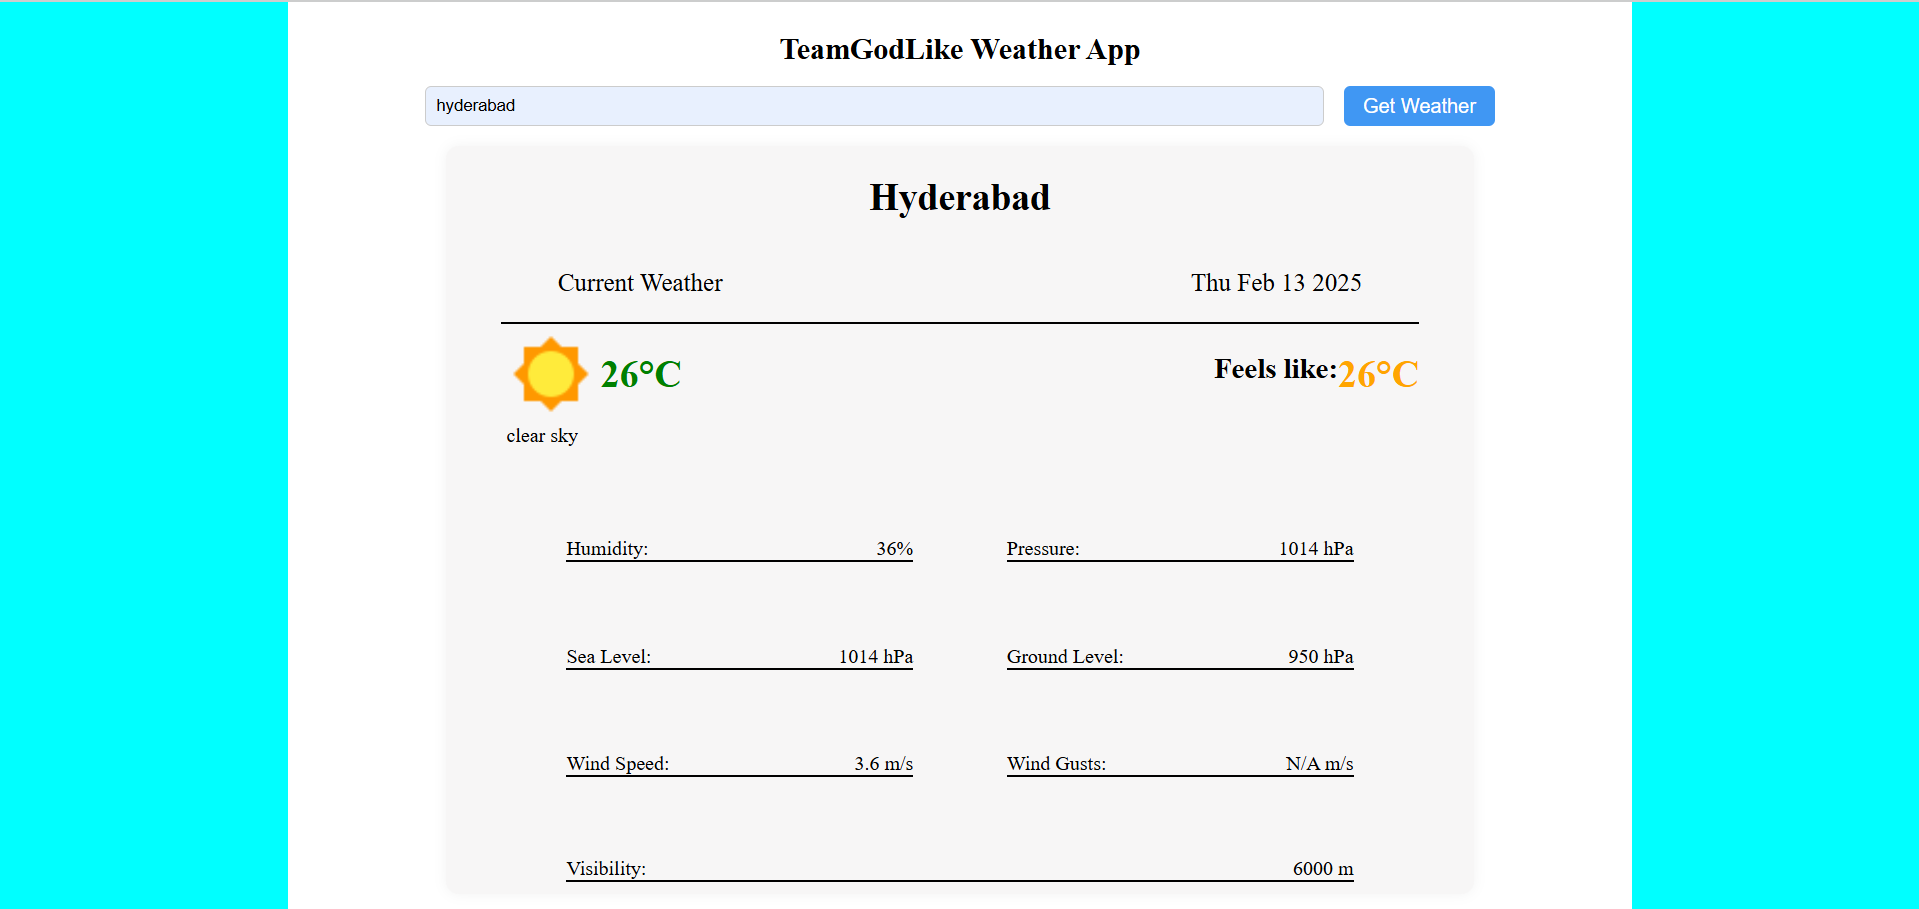 TeamGodLike Weather App
hyderabad
Get Weather
Hyderabad
Current Weather Thu Feb 13 2025
26°C Feels like:26°C
clear sky
Humidity: 36% Pressure: 1014 hPa
Sea Level: 1014 hPa Ground Level: 950 hPa
Wind Speed: 3.6 m/s Wind Gusts: N/A m/s
Visibility: 6000 m